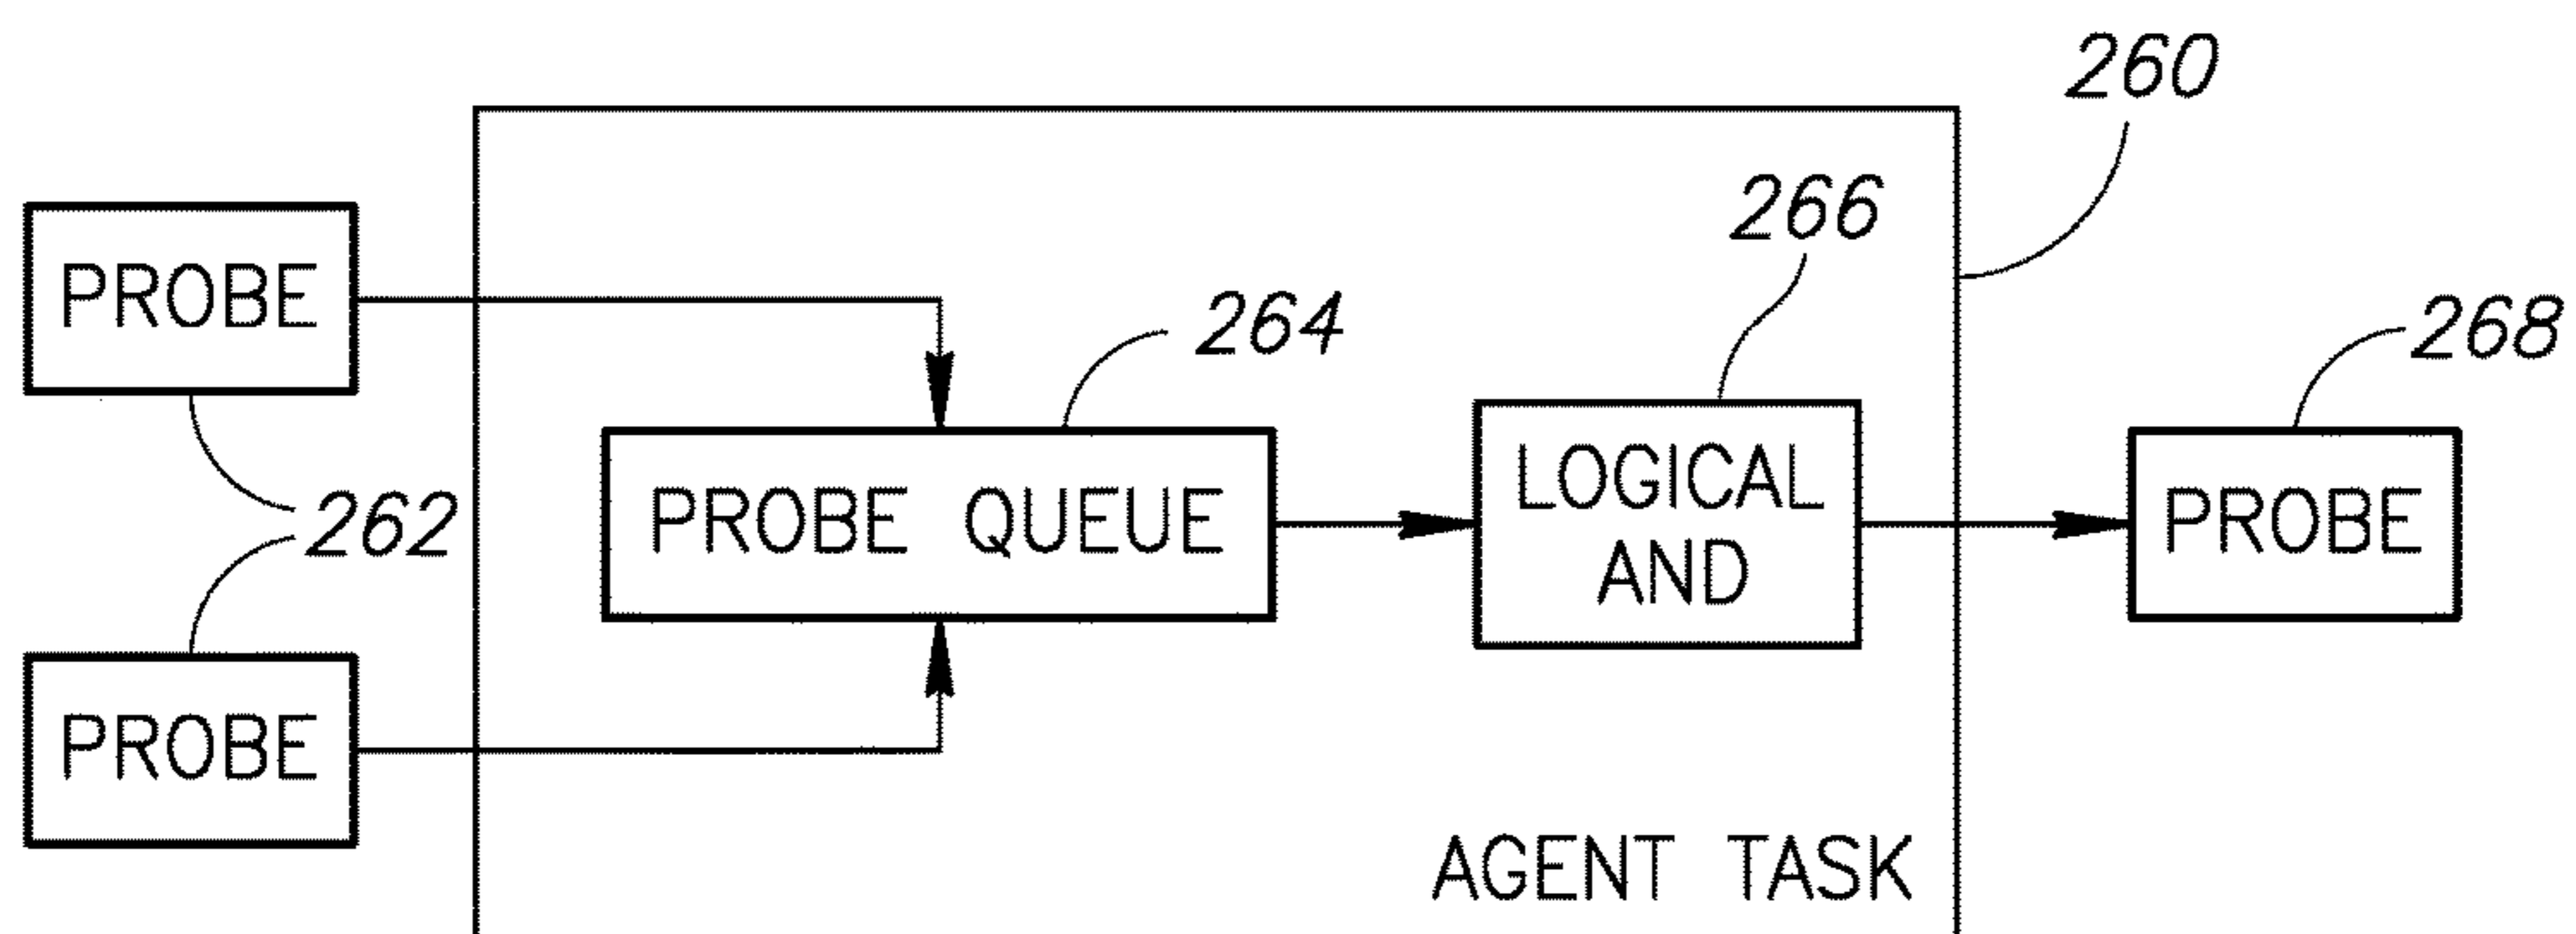 260
266
PROBE
264
268
PROBE QUEUE
LOGICAL
AND
PROBE
262
PROBE
AGENT TASK